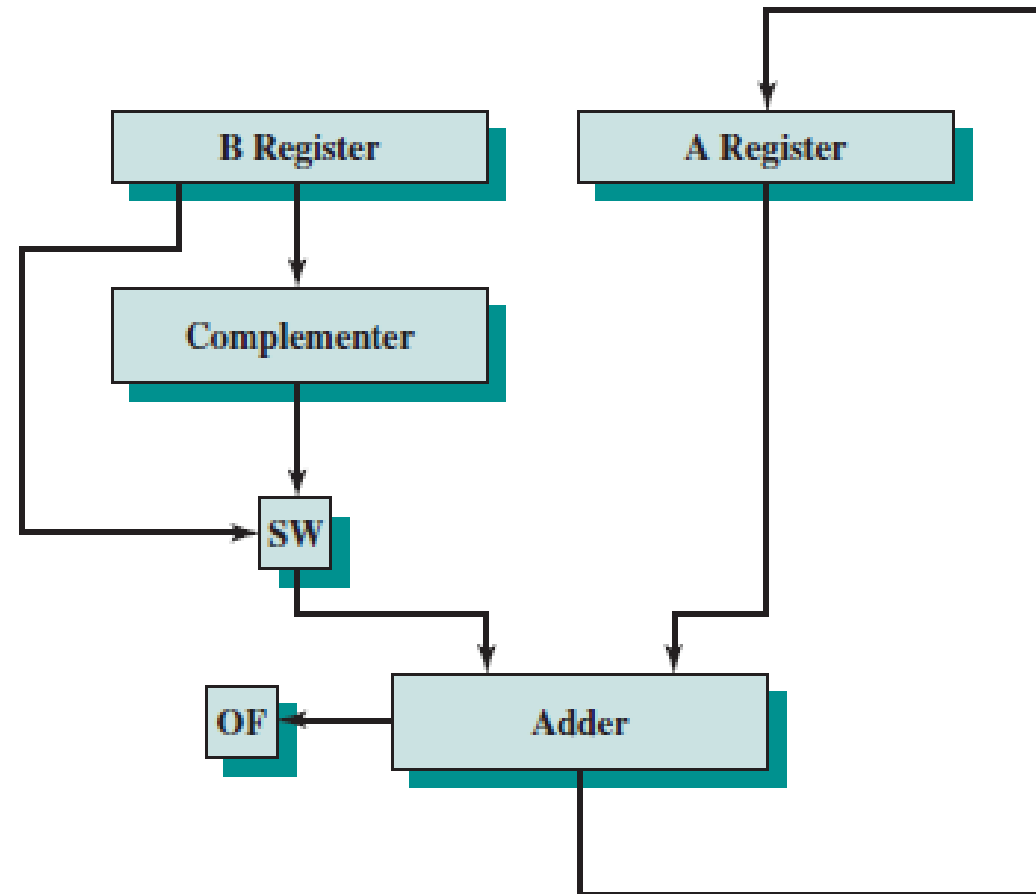 B Register
A Register
Complementer
SW
OF
Adder